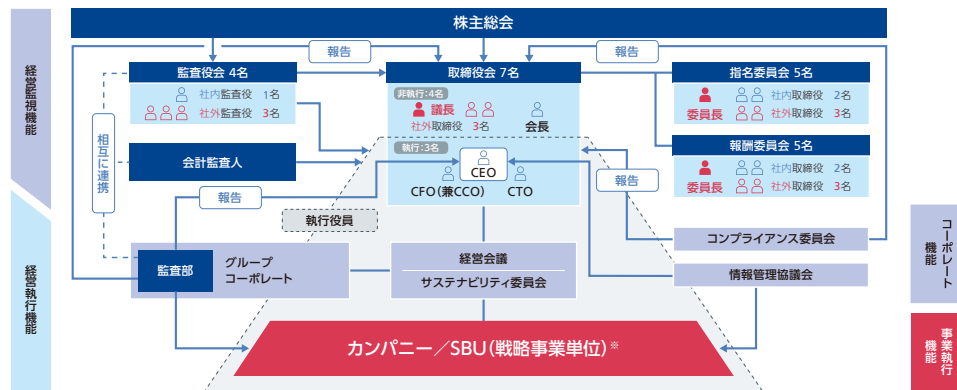 株主総会
報告
報告
監査役会 4名
社内監査役 1名
社外監査役 3名
取締役会 7名
非執行:4名
議長
社外取締役 3名
会長
執行:3名
CEO
CFO(兼CCO)
CTO
指名委員会 5名
社内取締役 2名
委員長
社外取締役 3名
報酬委員会 5名
社内取締役 2名
委員長
社外取締役 3名
経営監視機能
相互に連携
会計監査人
報告
報告
執行役員
コンプライアンス委員会
情報管理協議会
監査部
グループ
コーポレート
経営会議
サステナビリティ委員会
経営執行機能
コーポレート
機能
事業執行
機能
カンパニー/SBU(戦略事業単位)※